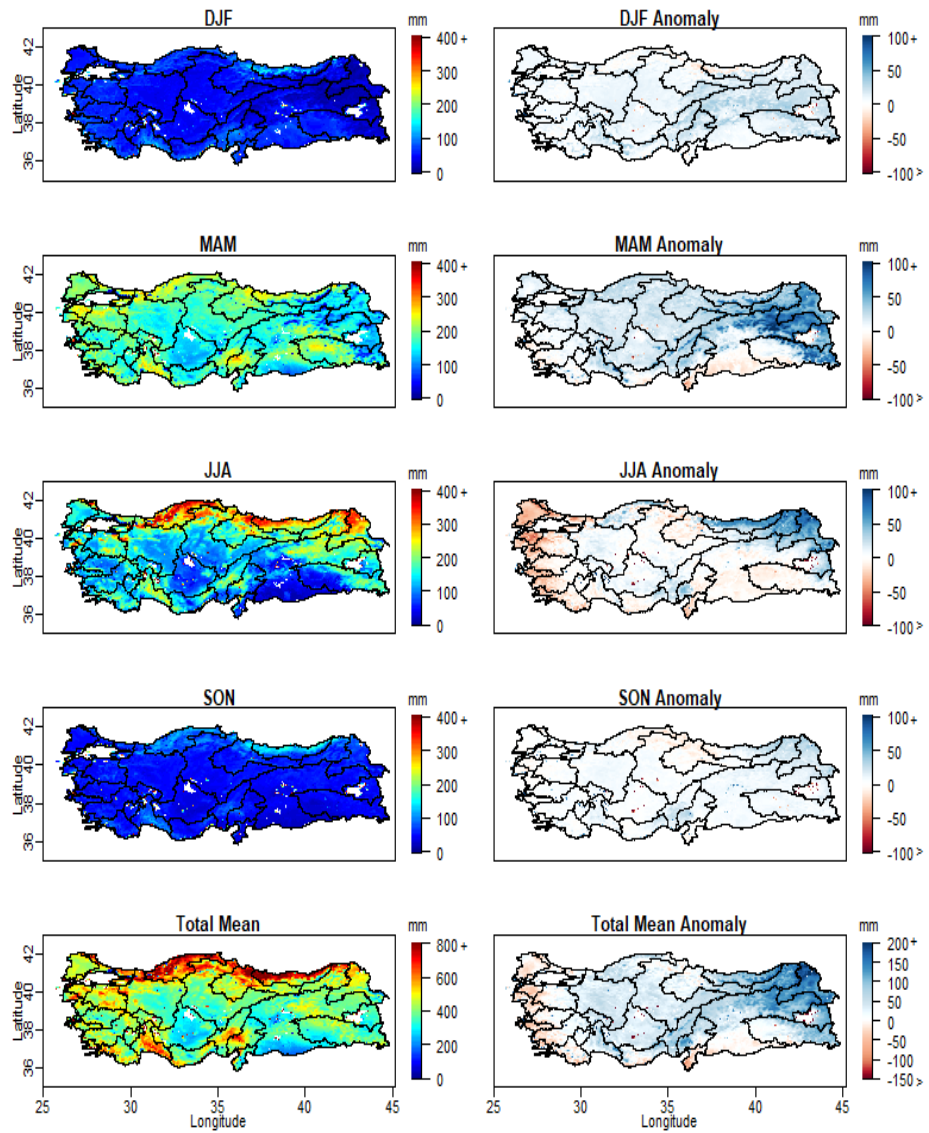 DJF
mm
400 +
300
200
100
0
Latitude
42
40
38
36
DJF Anomaly
mm
100 +
50
0
-50
-100 >
MAM
mm
400 +
300
200
100
0
Latitude
42
40
38
36
MAM Anomaly
mm
100 +
50
0
-50
-100 >
JJA
mm
400 +
300
200
100
0
Latitude
42
40
38
36
JJA Anomaly
mm
100 +
50
0
-50
-100 >
SON
mm
400 +
300
200
100
0
Latitude
42
40
38
36
SON Anomaly
mm
100 +
50
0
-50
-100 >
Total Mean
mm
800 +
600
400
200
0
Latitude
42
40
38
36
25 30 35 40 45
Longitude
Total Mean Anomaly
mm
200 +
150
100
50
0
-50
-100
-150 >
25 30 35 40 45
Longitude